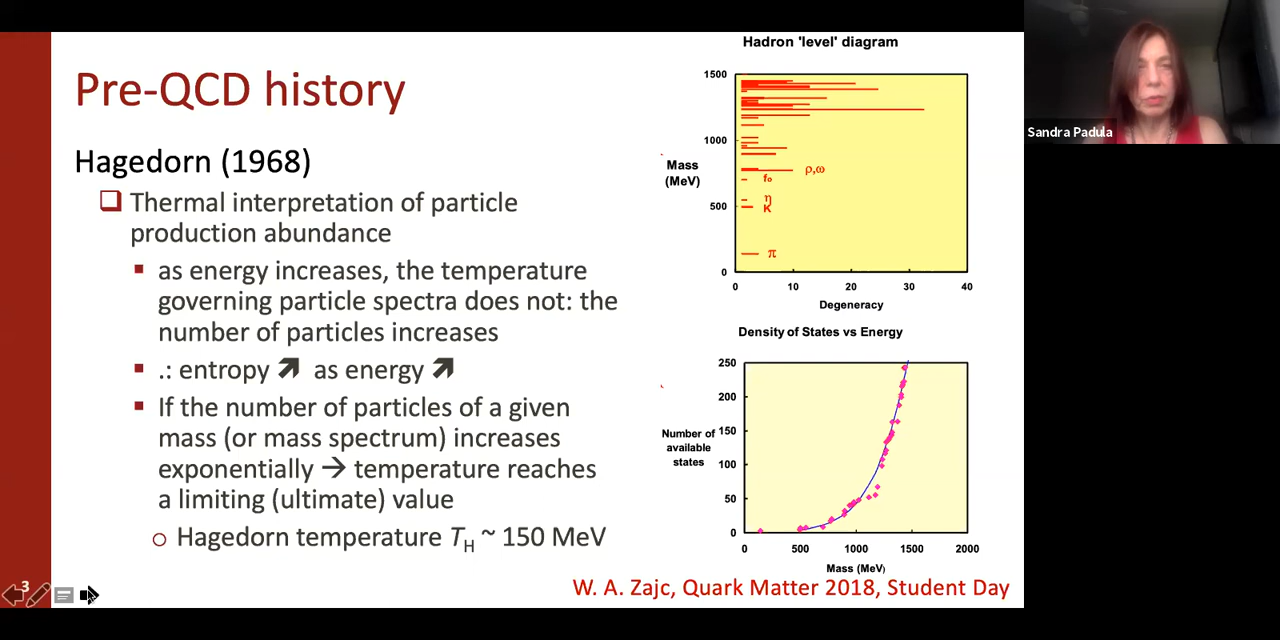 Pre-QCD history
Hagedorn (1968)
❑ Thermal interpretation of particle
production abundance
▪ as energy increases, the temperature
governing particle spectra does not: the
number of particles increases
▪ .: entropy ↗ as energy ↗
▪ If the number of particles of a given
mass (or mass spectrum) increases
exponentially → temperature reaches
a limiting (ultimate) value
○ Hagedorn temperature TH ~ 150 MeV
Hadron 'level' diagram
1500
1000
Mass
(MeV)
ρ,ω
f₀
500
η
K
π
0
0 10 20 30 40
Degeneracy
Density of States vs Energy
250
200
150
Number of
available
states
100
50
0
0 500 1000 1500 2000
Mass (MeV)
W. A. Zajc, Quark Matter 2018, Student Day
3
Sandra Padula